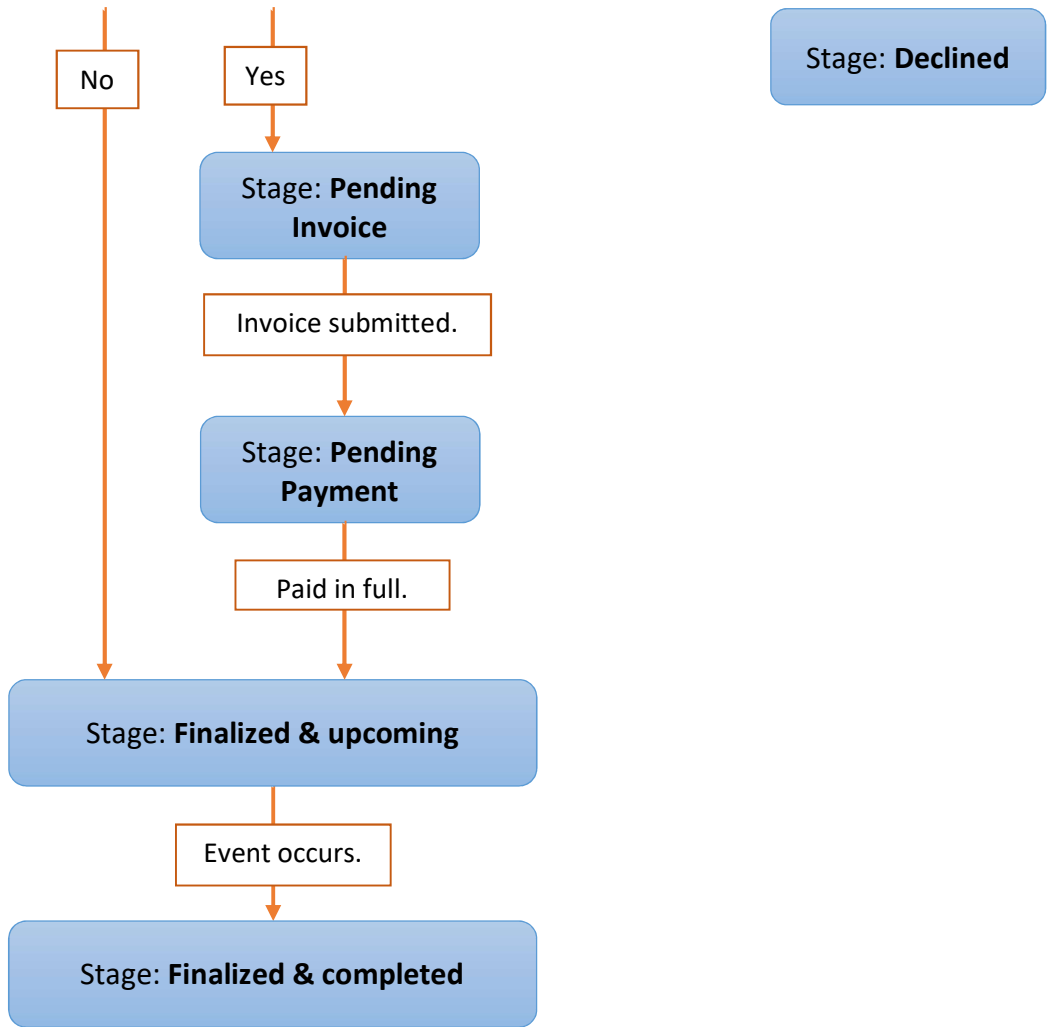 No
Yes
Stage: Declined
Stage: Pending
Invoice
Invoice submitted.
Stage: Pending
Payment
Paid in full.
Stage: Finalized & upcoming
Event occurs.
Stage: Finalized & completed